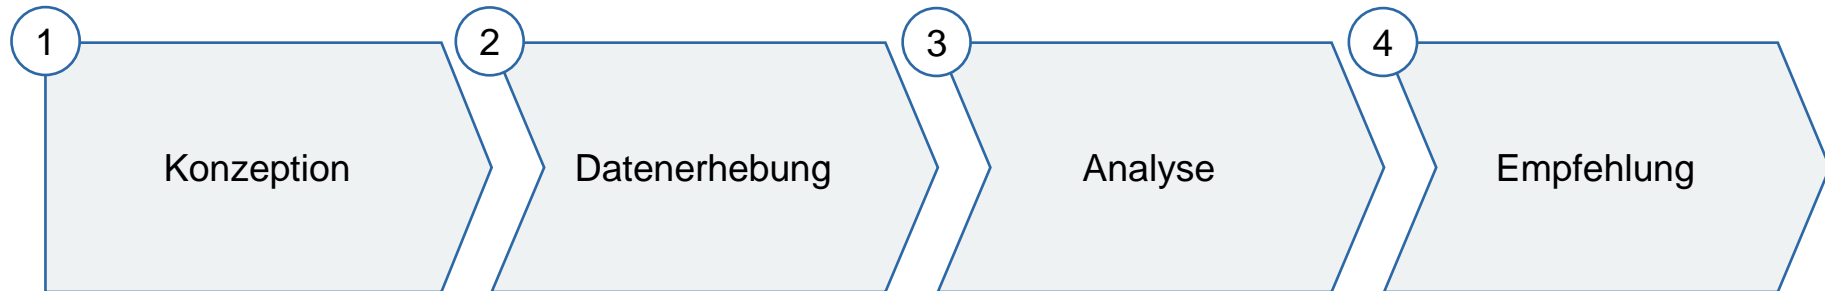 1
2
3
4
Konzeption
Datenerhebung
Analyse
Empfehlung